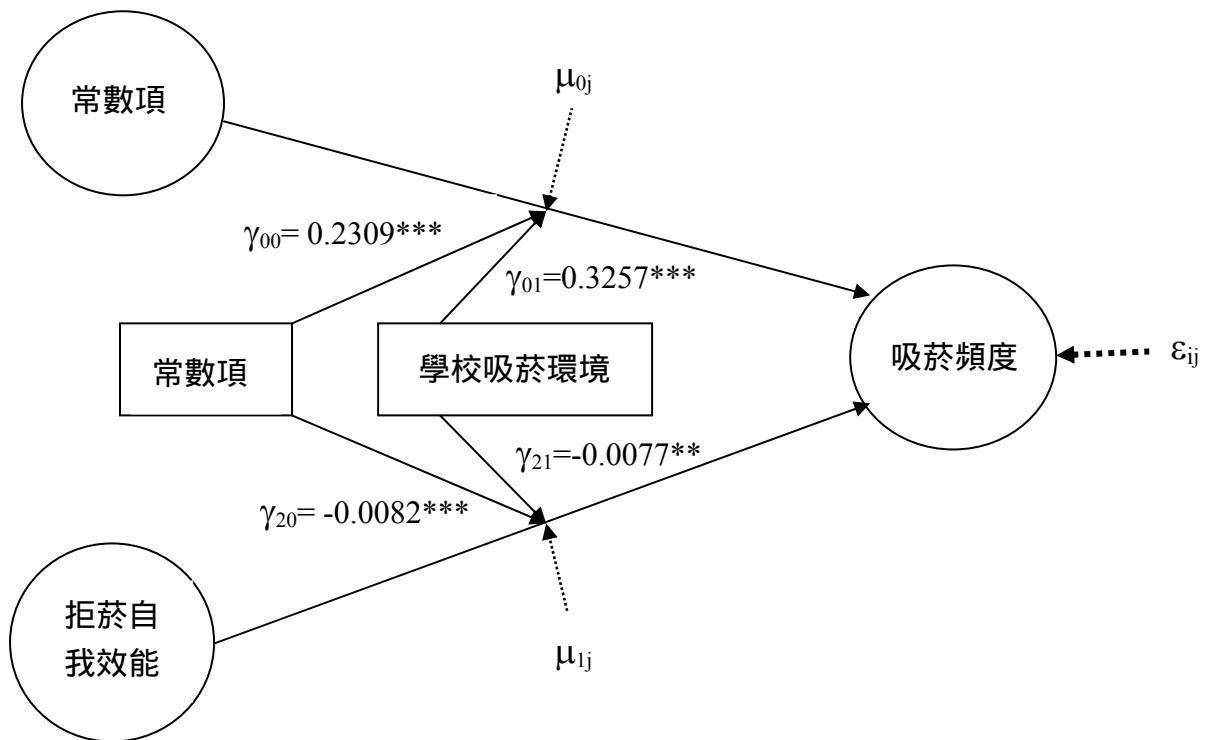 常數項
μ0j
γ00= 0.2309***
γ01=0.3257***
常數項
學校吸菸環境
吸菸頻度
εij
γ21=-0.0077**
γ20= -0.0082***
拒菸自
我效能
μ1j